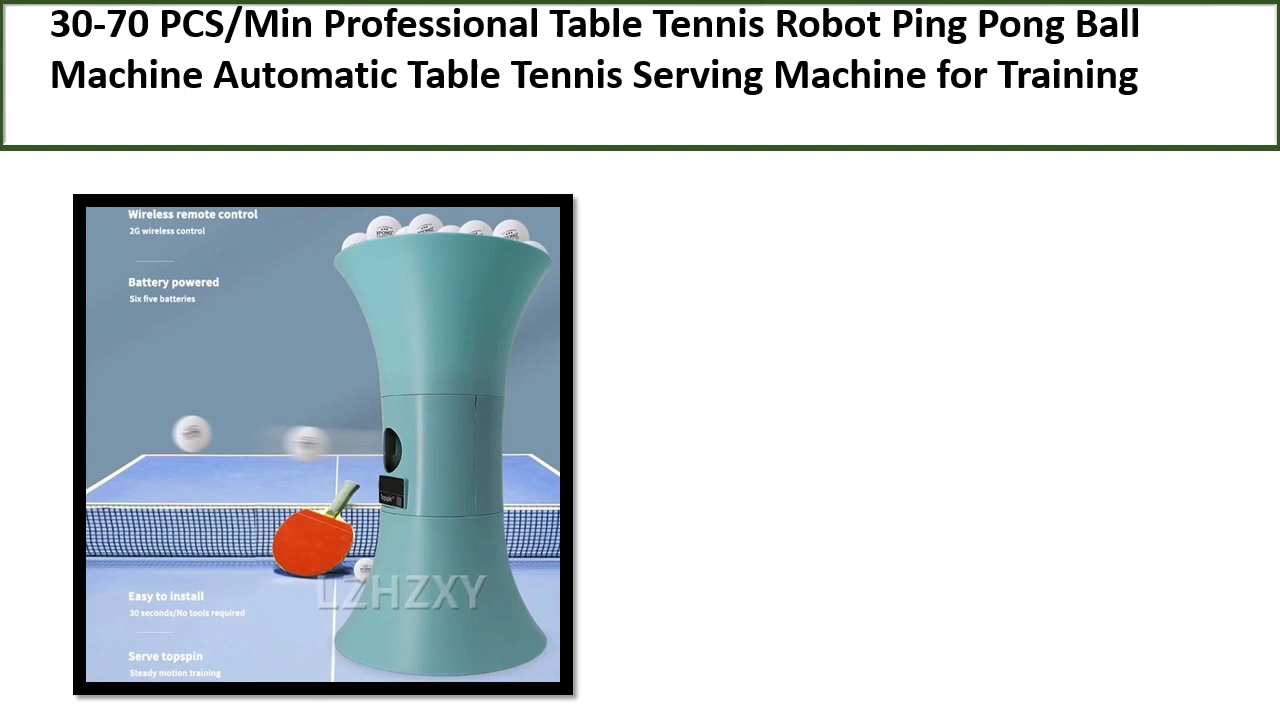 30-70 PCS/Min Professional Table Tennis Robot Ping Pong Ball
Machine Automatic Table Tennis Serving Machine for Training
Wireless remote control
2G wireless control
Battery powered
Six five batteries
Topspin
LZHZXY
Easy to install
30 seconds/No tools required
Serve topspin
Steady motion training